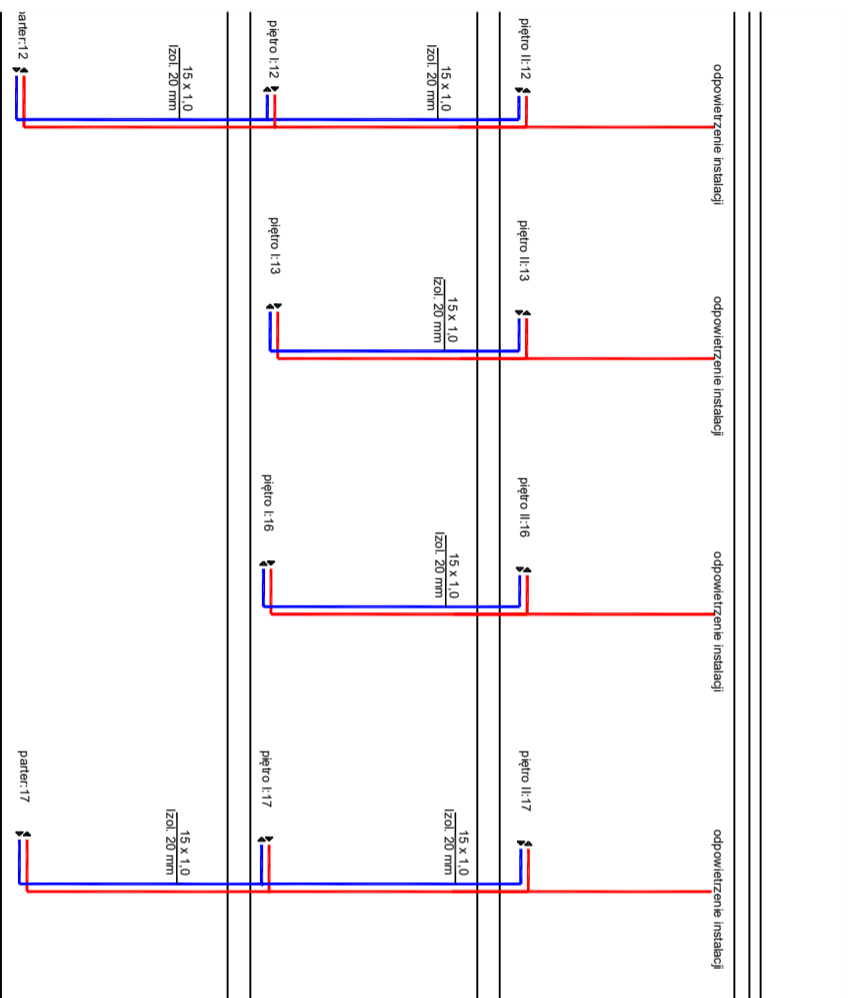 odpowietrzenie instalacji
piętro II:12
15 x 1,0
Izol. 20 mm
piętro I:12
15 x 1,0
Izol. 20 mm
parter:12
odpowietrzenie instalacji
piętro II:13
15 x 1,0
Izol. 20 mm
piętro I:13
odpowietrzenie instalacji
piętro II:16
15 x 1,0
Izol. 20 mm
piętro I:16
odpowietrzenie instalacji
piętro II:17
15 x 1,0
Izol. 20 mm
piętro I:17
15 x 1,0
Izol. 20 mm
parter:17